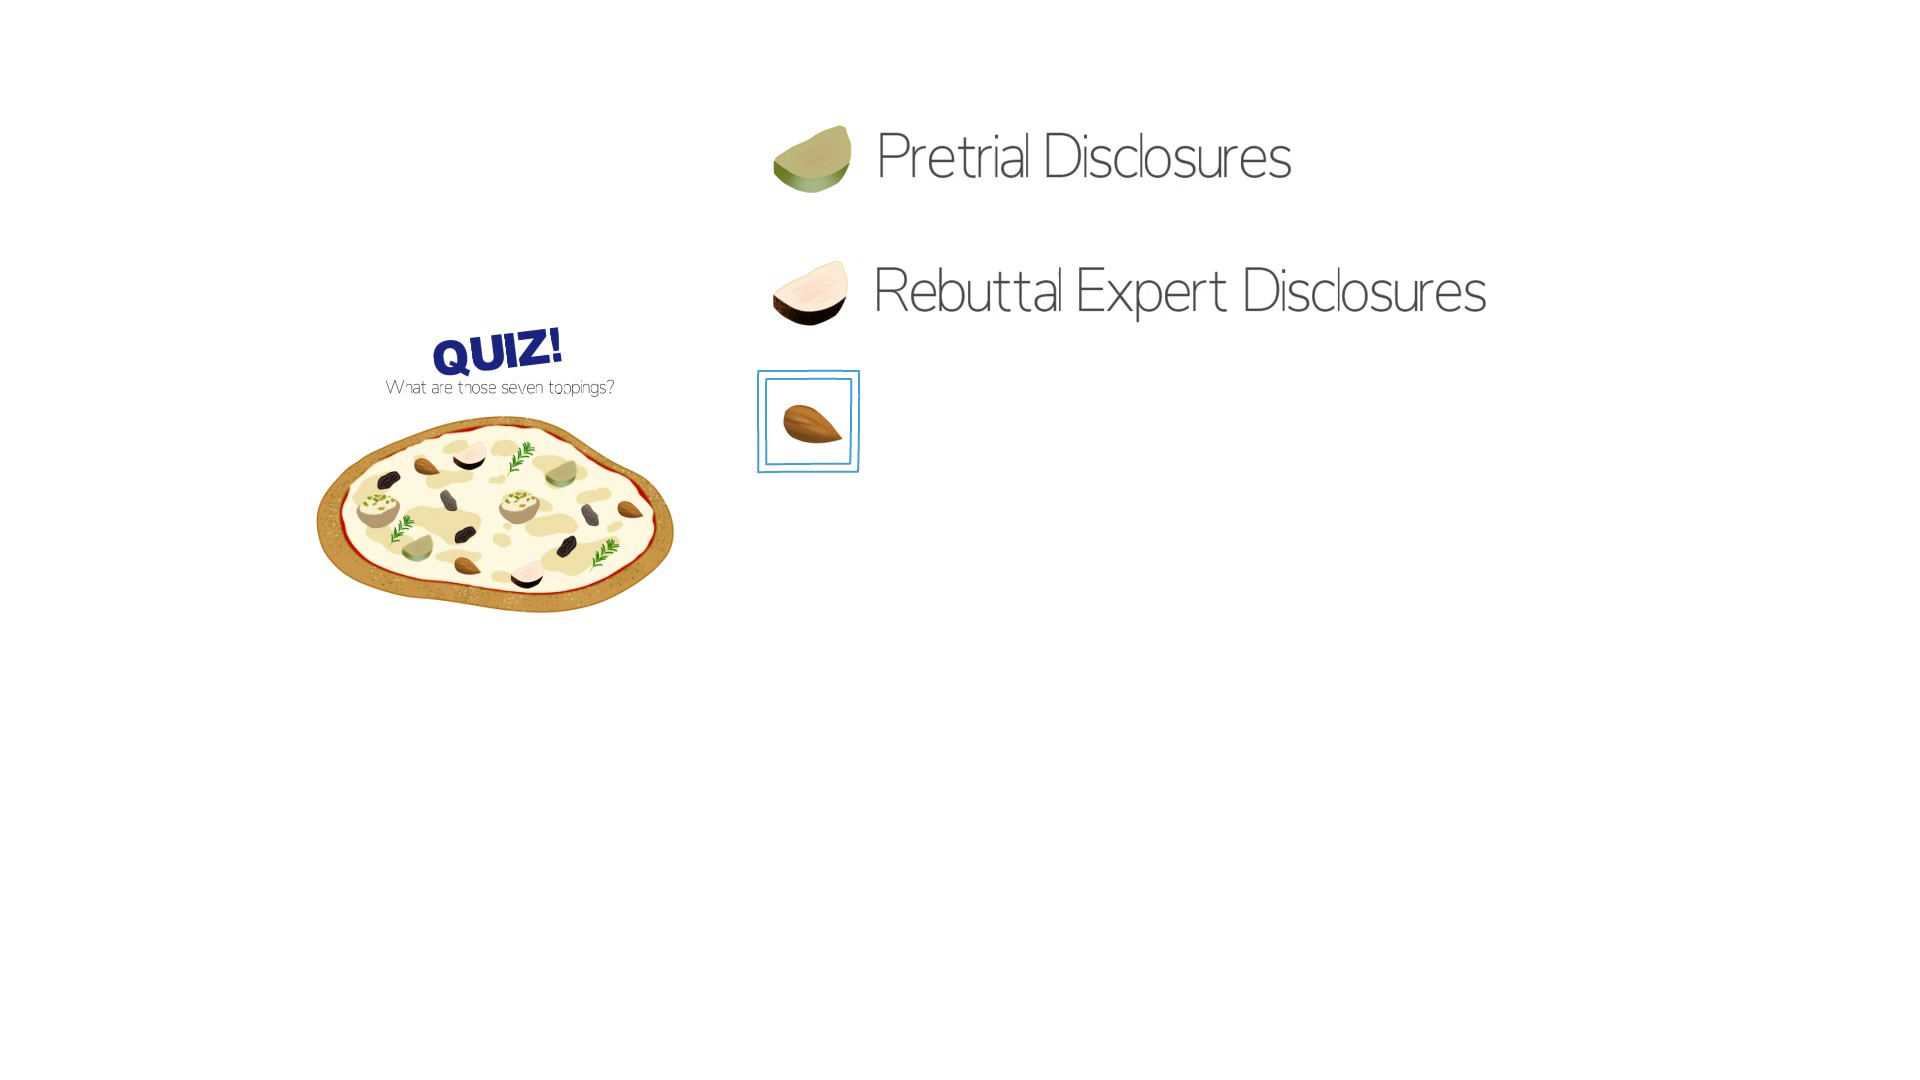 Pretrial Disclosures
Rebuttal Expert Disclosures
QUIZ!
What are those seven toppings?